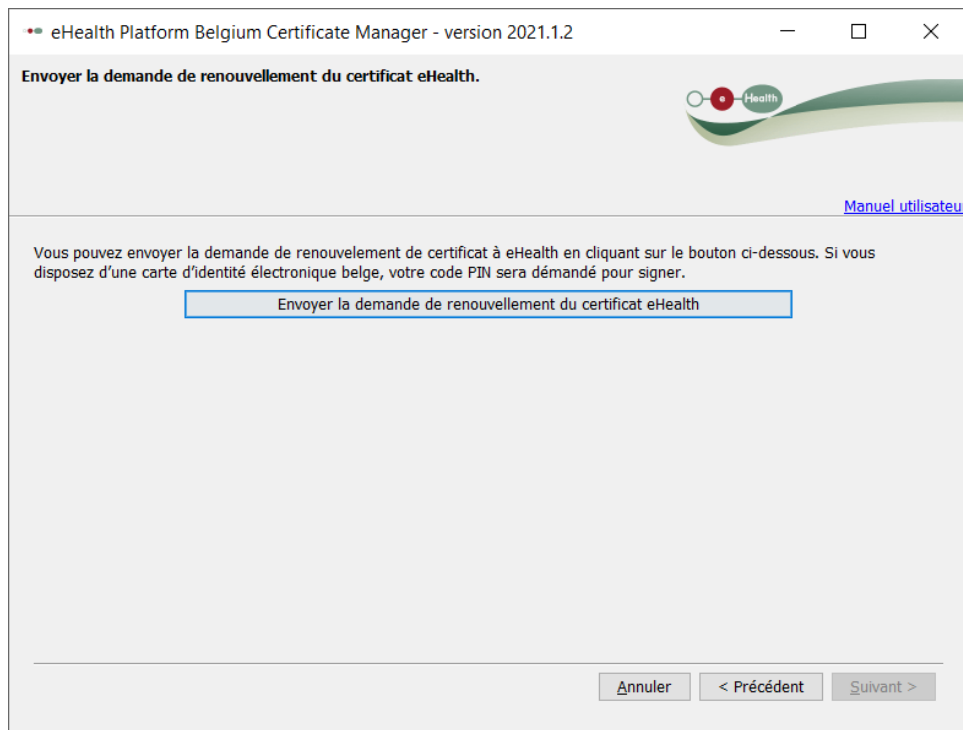 eHealth Platform Belgium Certificate Manager - version 2021.1.2
Envoyer la demande de renouvellement du certificat eHealth.
e Health
Manuel utilisateur
Vous pouvez envoyer la demande de renouvelement de certificat à eHealth en cliquant sur le bouton ci-dessous. Si vous
disposez d’une carte d’identité électronique belge, votre code PIN sera démandé pour signer.
Envoyer la demande de renouvellement du certificat eHealth
Annuler
< Précédent
Suivant >